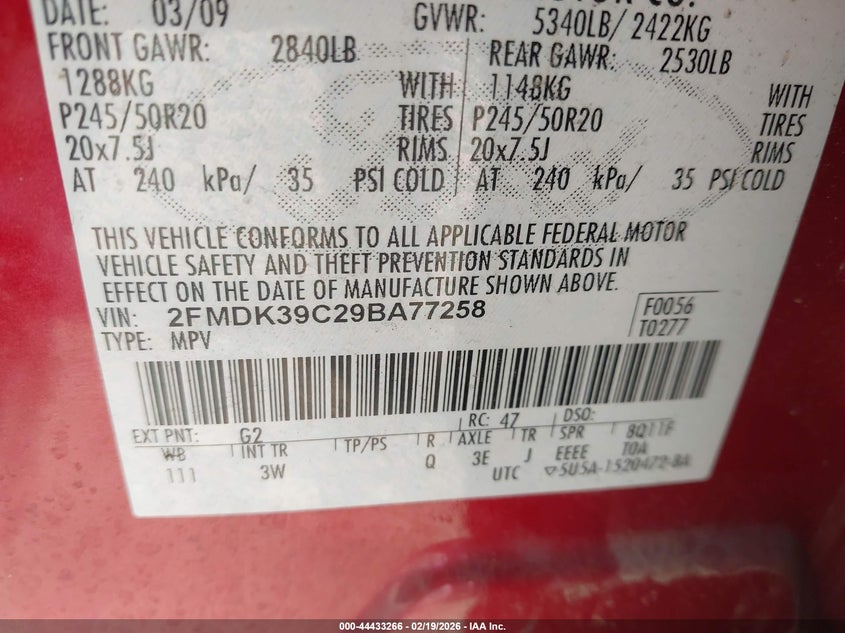 DATE: 03/09 GVWR: 5340LB/ 2422KG
FRONT GAWR: 2840LB REAR GAWR: 2530LB
1288KG WITH 1148KG WITH
P245/50R20 TIRES P245/50R20 TIRES
20x7.5J RIMS 20x7.5J RIMS
AT 240 kPa/ 35 PSI COLD AT 240 kPa/ 35 PSI COLD
THIS VEHICLE CONFORMS TO ALL APPLICABLE FEDERAL MOTOR
VEHICLE SAFETY AND THEFT PREVENTION STANDARDS IN
EFFECT ON THE DATE OF MANUFACTURE SHOWN ABOVE.
VIN: 2FMDK39C29BA77258 F0056
TYPE: MPV T0277
RC: 47 DSO:
EXT PNT: G2
WB INT TR TP/PS R AXLE TR SPR
111 3W Q 3E J EEEE
UTC
000-44433266 - 02/19/2026 - IAA Inc.